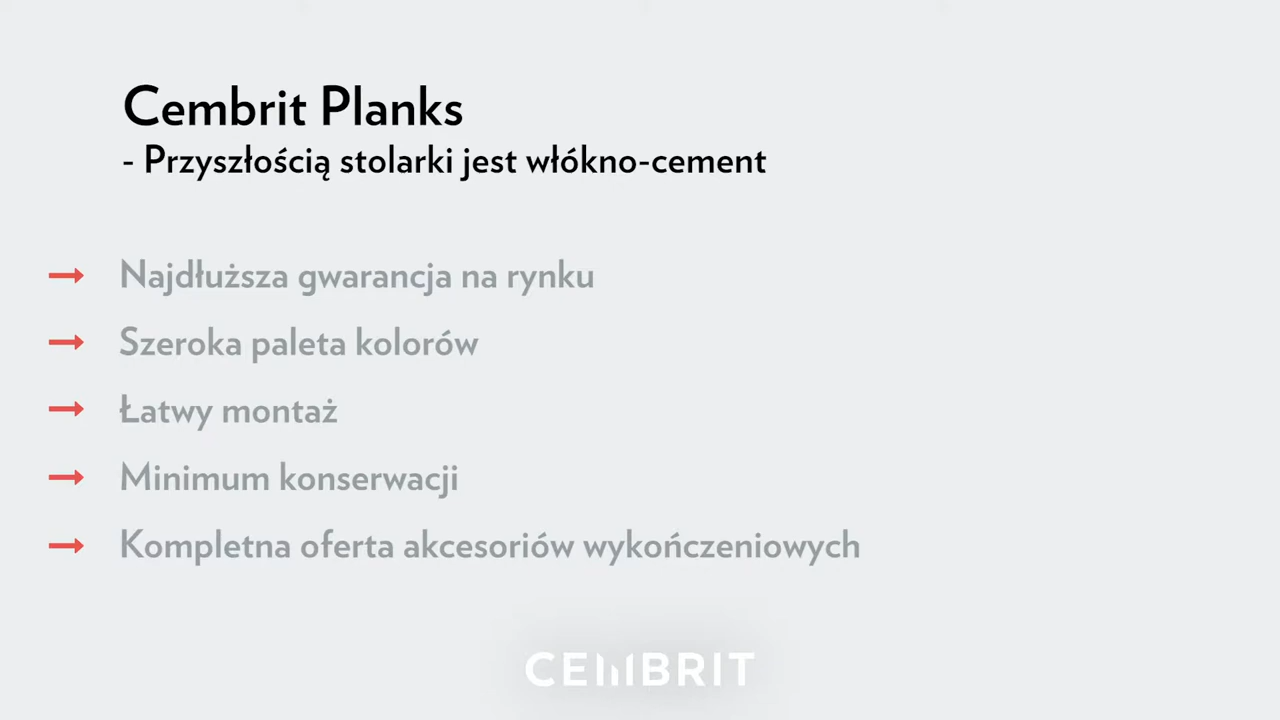 Cembrit Planks
- Przyszłością stolarki jest włókno-cement
Najdłuższa gwarancja na rynku
Szeroka paleta kolorów
Łatwy montaż
Minimum konserwacji
Kompletna oferta akcesoriów wykończeniowych
CEMBRIT